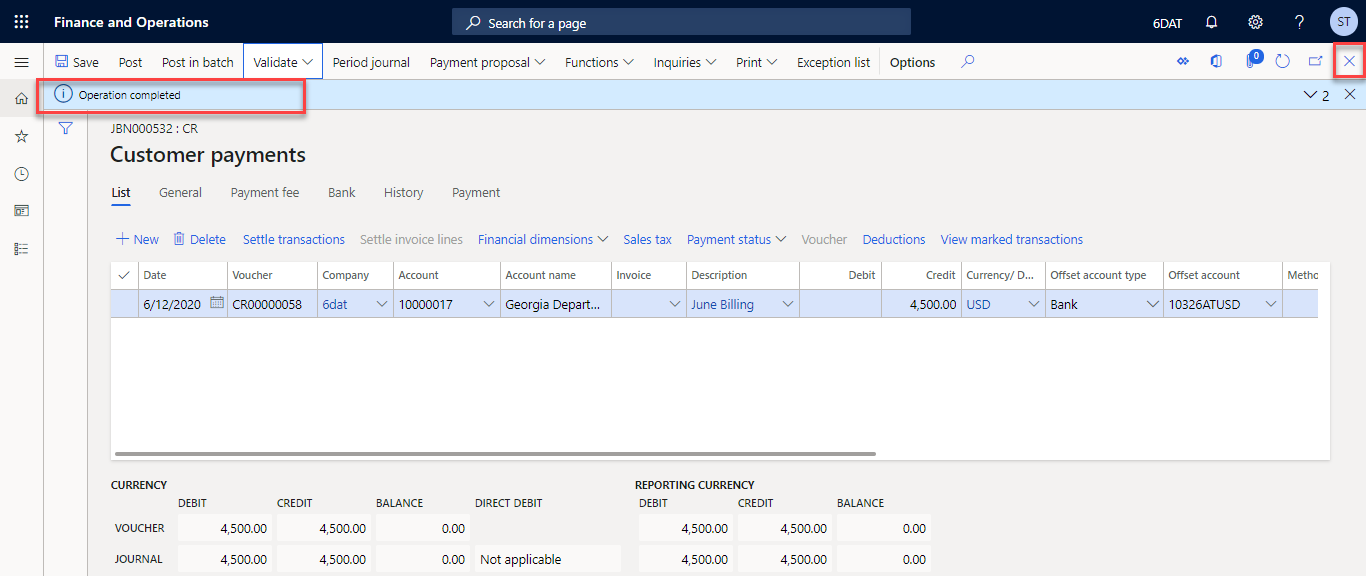 Finance and Operations Search for a page 6DAT ? ST
Save Post Post in batch Validate Period journal Payment proposal Functions Inquiries Print Exception list Options 0
Operation completed 2
JBN000532 : CR
Customer payments
List General Payment fee Bank History Payment
New Delete Settle transactions Settle invoice lines Financial dimensions Sales tax Payment status Voucher Deductions View marked transactions
Date Voucher Company Account Account name Invoice Description Debit Credit Currency/ D... Offset account type Offset account Metho
6/12/2020 CR00000058 6dat 10000017 Georgia Depart... June Billing 4,500.00 USD Bank 10326ATUSD
CURRENCY REPORTING CURRENCY
DEBIT CREDIT BALANCE DIRECT DEBIT DEBIT CREDIT BALANCE
VOUCHER 4,500.00 4,500.00 0.00 4,500.00 4,500.00 0.00
JOURNAL 4,500.00 4,500.00 0.00 Not applicable 4,500.00 4,500.00 0.00